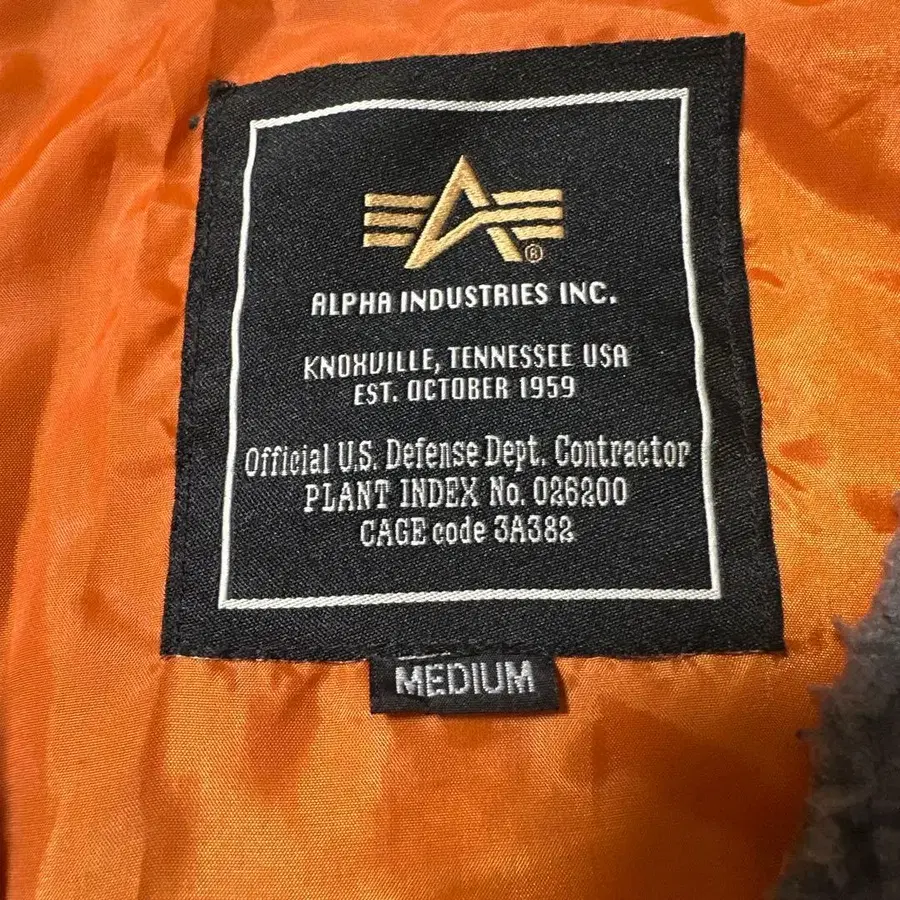 ®
ALPHA INDUSTRIES INC.
KNOXVILLE, TENNESSEE USA
EST. OCTOBER 1959
Official U.S. Defense Dept. Contractor
PLANT INDEX No. 026200
CAGE code 3A382
MEDIUM